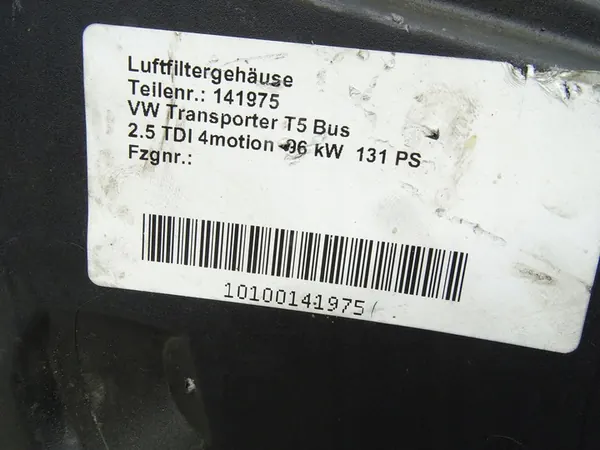 Luftfiltergehäuse
Teilenr.: 141975
VW Transporter T5 Bus
2.5 TDI 4motion 96 kW 131 PS
Fzgnr.:
10100141975